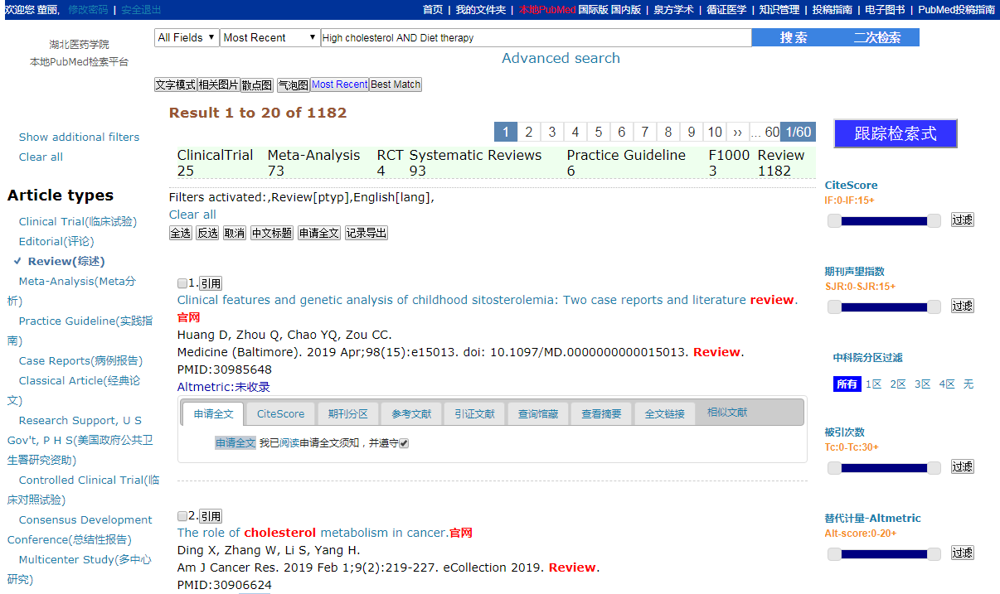 欢迎您 董丽, 修改密码 | 安全退出
首页 | 我的文件夹 | 本地PubMed 国际版 国内版 | 泉方学术 | 循证医学 | 知识管理 | 投稿指南 | 电子图书 | PubMed投稿指南
湖北医药学院
本地PubMed检索平台
All Fields Most Recent High cholesterol AND Diet therapy 搜 索 二次检索
Advanced search
文字模式 相关图片 散点图 气泡图 Most Recent Best Match
Result 1 to 20 of 1182
1 2 3 4 5 6 7 8 9 10 ›› ... 60 1/60
跟踪检索式
ClinicalTrial Meta-Analysis RCT Systematic Reviews Practice Guideline F1000 Review
25 73 4 93 6 3 1182
Filters activated:,Review[ptyp],English[lang],
Clear all
全选 反选 取消 中文标题 申请全文 记录导出
Show additional filters
Clear all
Article types
Clinical Trial(临床试验)
Editorial(评论)
✓ Review(综述)
Meta-Analysis(Meta分
析)
Practice Guideline(实践指
南)
Case Reports(病例报告)
Classical Article(经典论
文)
Research Support, U S
Gov't, P H S(美国政府公共卫
生署研究资助)
Controlled Clinical Trial(临
床对照试验)
Consensus Development
Conference(总结性报告)
Multicenter Study(多中心
研究)
1.引用
Clinical features and genetic analysis of childhood sitosterolemia: Two case reports and literature review.
官网
Huang D, Zhou Q, Chao YQ, Zou CC.
Medicine (Baltimore). 2019 Apr;98(15):e15013. doi: 10.1097/MD.0000000000015013. Review.
PMID:30985648
Altmetric:未收录
申请全文 CiteScore 期刊分区 参考文献 引证文献 查询馆藏 查看摘要 全文链接 相似文献
申请全文 我已阅读申请全文须知，并遵守
2.引用
The role of cholesterol metabolism in cancer.官网
Ding X, Zhang W, Li S, Yang H.
Am J Cancer Res. 2019 Feb 1;9(2):219-227. eCollection 2019. Review.
PMID:30906624
CiteScore
IF:0-IF:15+
过滤
期刊声望指数
SJR:0-SJR:15+
过滤
中科院分区过滤
所有 1区 2区 3区 4区 无
被引次数
Tc:0-Tc:30+
过滤
替代计量-Altmetric
Alt-score:0-20+
过滤